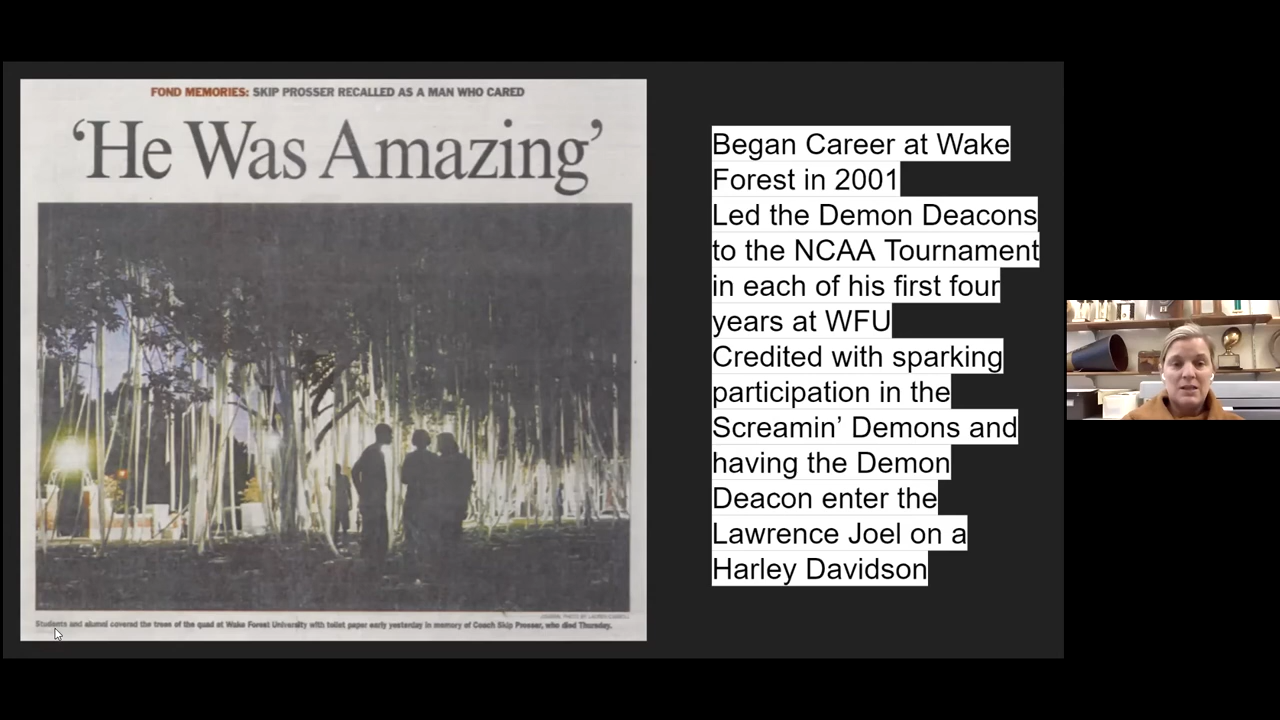 FOND MEMORIES: SKIP PROSSER RECALLED AS A MAN WHO CARED
‘He Was Amazing’
Students and alumni covered the trees of the quad at Wake Forest University with toilet paper early yesterday in memory of Coach Skip Prosser, who died Thursday.
Began Career at Wake
Forest in 2001
Led the Demon Deacons
to the NCAA Tournament
in each of his first four
years at WFU
Credited with sparking
participation in the
Screamin’ Demons and
having the Demon
Deacon enter the
Lawrence Joel on a
Harley Davidson